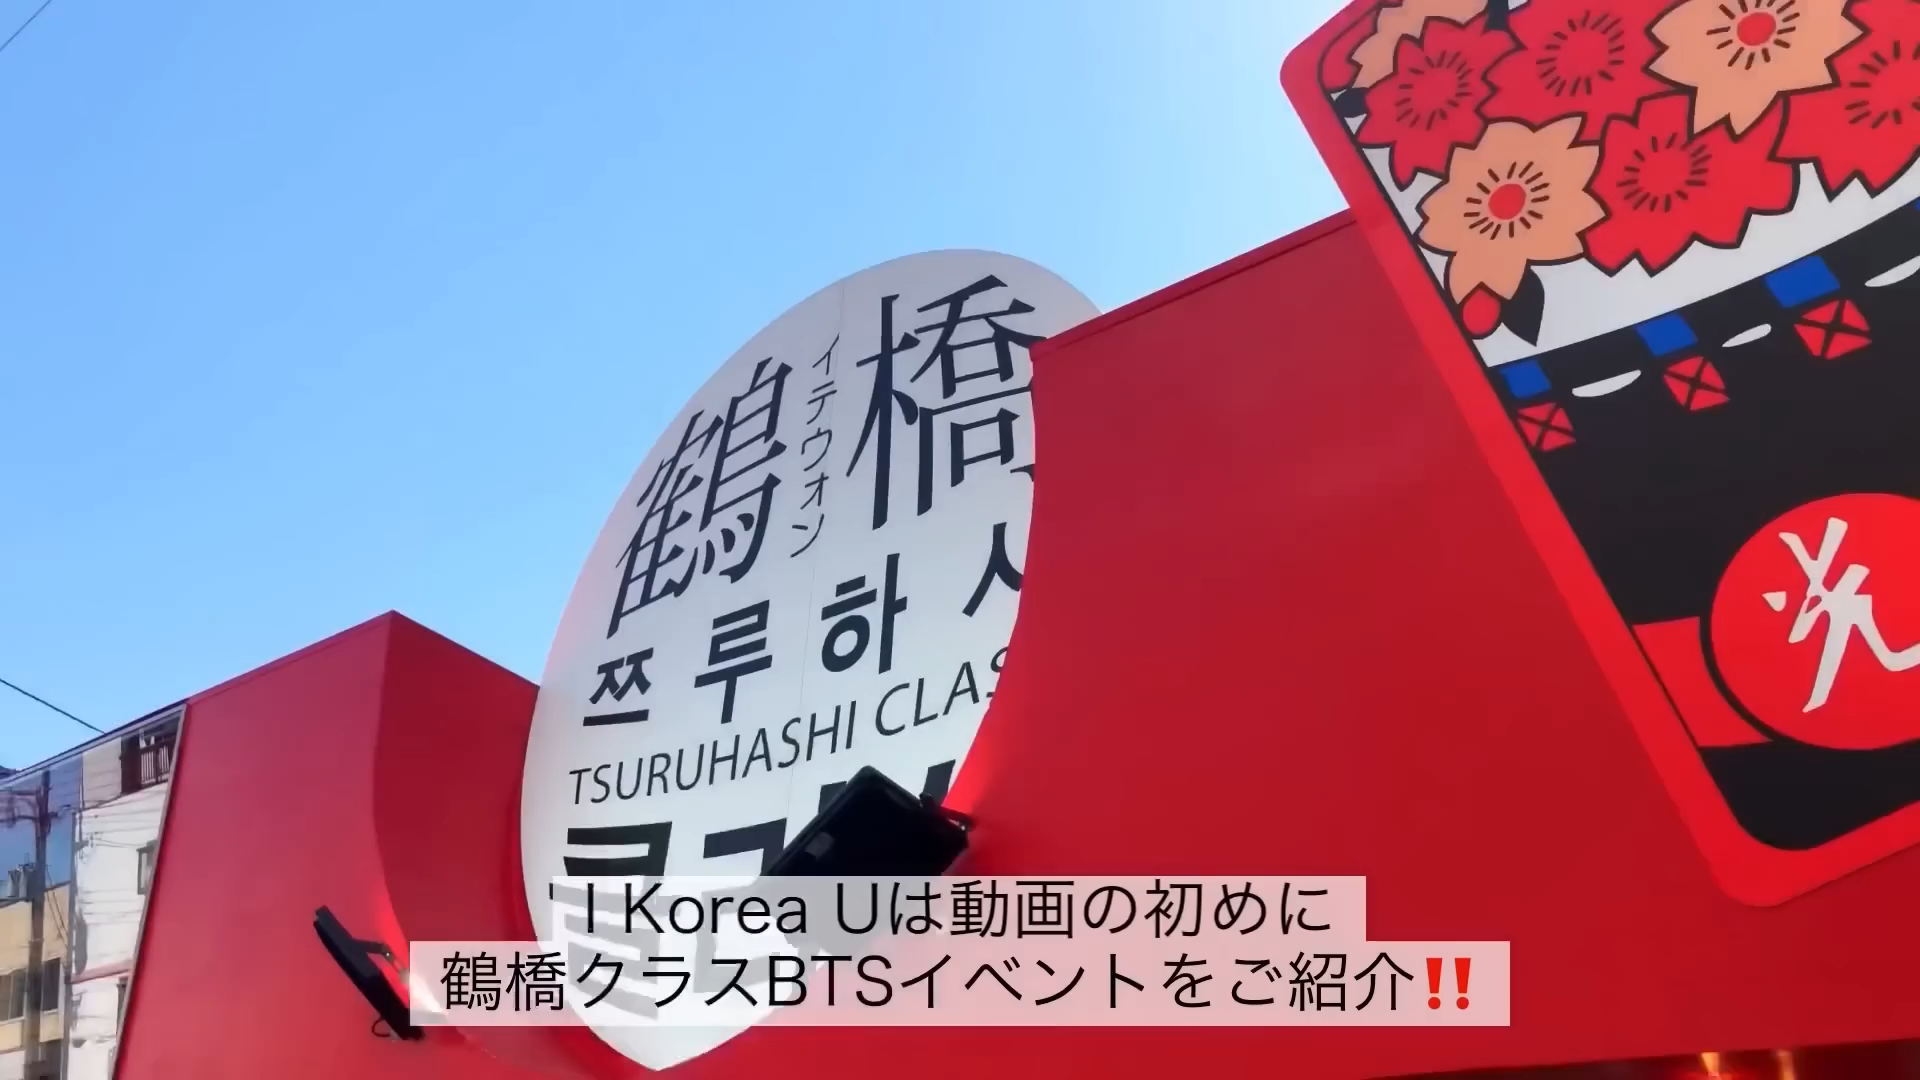 鶴橋
イテウォン
쯔루하시
TSURUHASHI CLAS
光
' I Korea Uは動画の初めに
鶴橋クラスBTSイベントをご紹介‼️